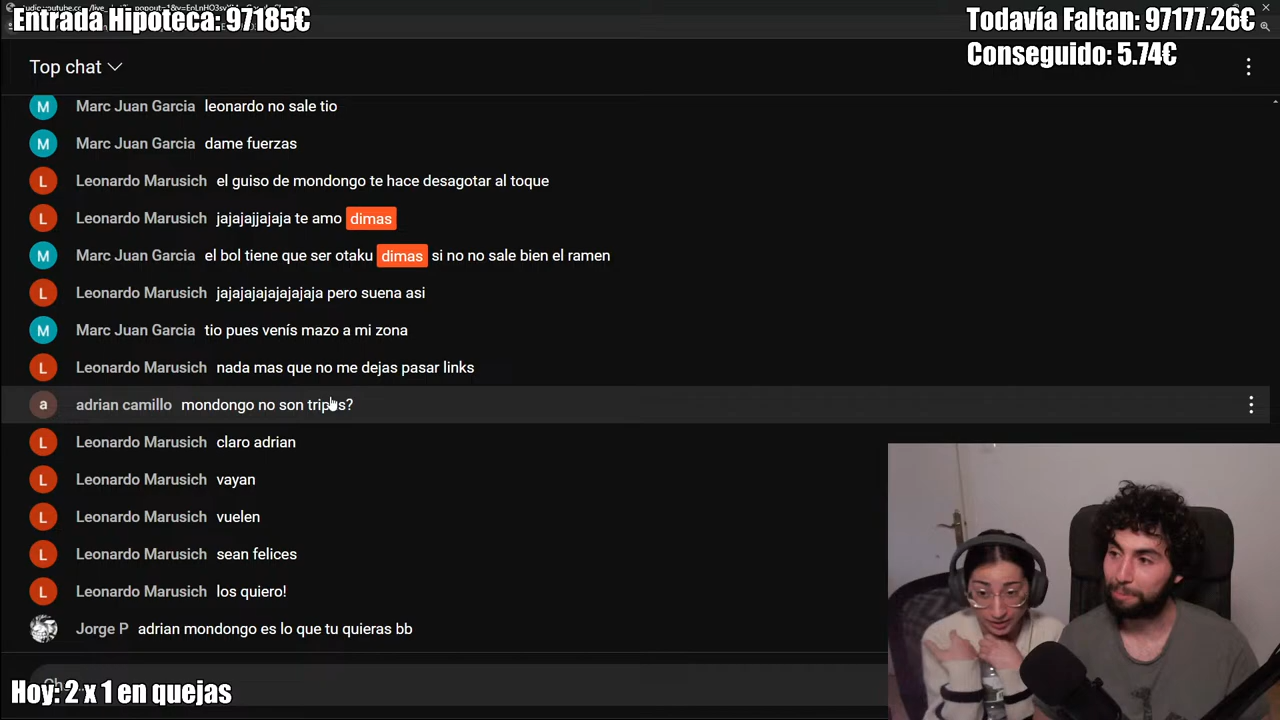 Entrada Hipoteca: 97185€
Todavía Faltan: 97177.26€
Conseguido: 5.74€
Top chat
M Marc Juan Garcia leonardo no sale tio
M Marc Juan Garcia dame fuerzas
L Leonardo Marusich el guiso de mondongo te hace desagotar al toque
L Leonardo Marusich jajajajjajaja te amo dimas
M Marc Juan Garcia el bol tiene que ser otaku dimas si no no sale bien el ramen
L Leonardo Marusich jajajajajajajaja pero suena asi
M Marc Juan Garcia tio pues venís mazo a mi zona
L Leonardo Marusich nada mas que no me dejas pasar links
a adrian camillo mondongo no son tripas?
L Leonardo Marusich claro adrian
L Leonardo Marusich vayan
L Leonardo Marusich vuelen
L Leonardo Marusich sean felices
L Leonardo Marusich los quiero!
Jorge P adrian mondongo es lo que tu quieras bb
Hoy: 2 x 1 en quejas